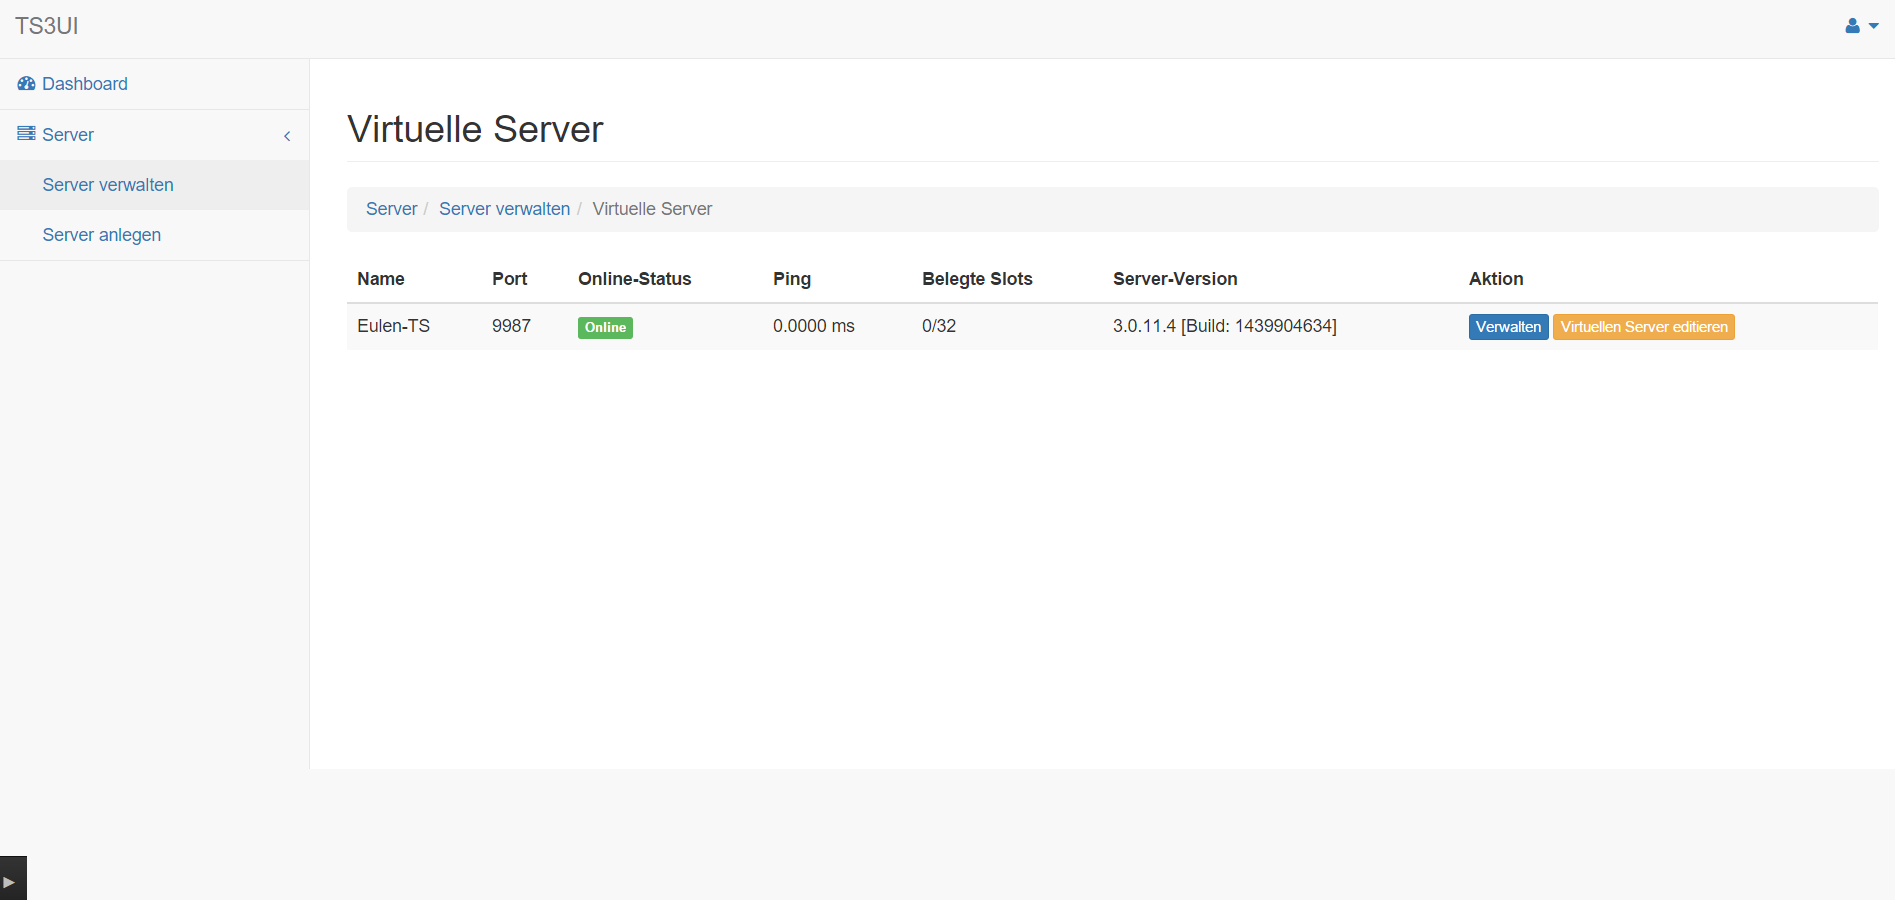 TS3UI
Dashboard
Server
Server verwalten
Server anlegen
Virtuelle Server
Server / Server verwalten / Virtuelle Server
Name Port Online-Status Ping Belegte Slots Server-Version Aktion
Eulen-TS 9987 Online 0.0000 ms 0/32 3.0.11.4 [Build: 1439904634] Verwalten Virtuellen Server editieren